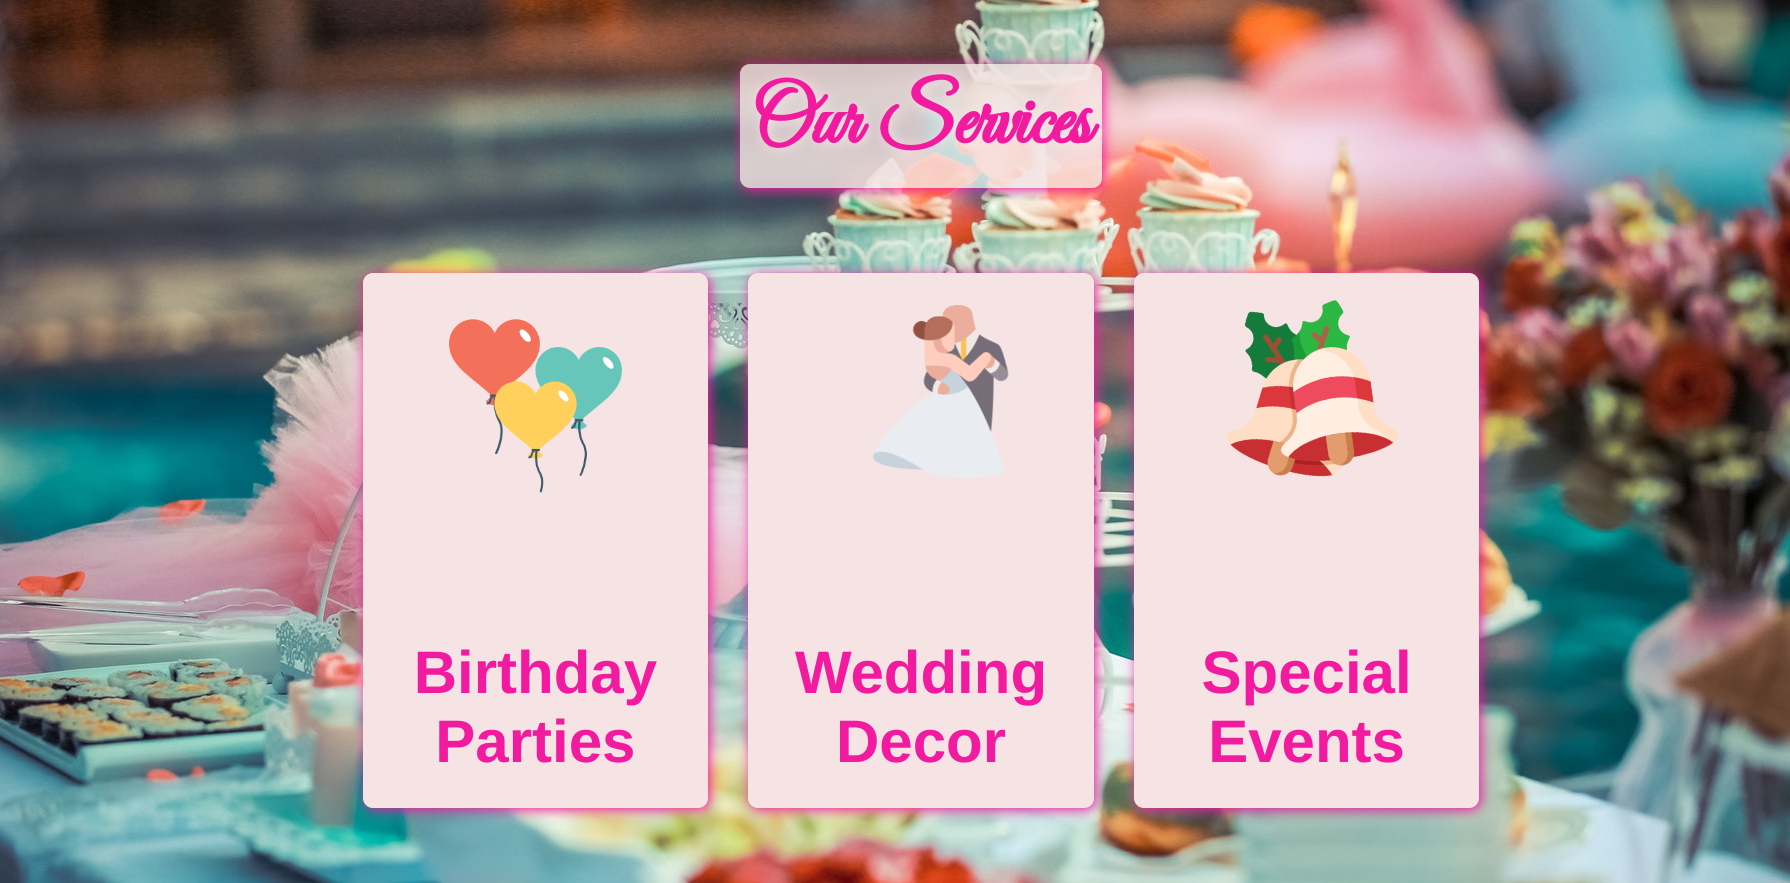 Our Services
Birthday
Parties
Wedding
Decor
Special
Events